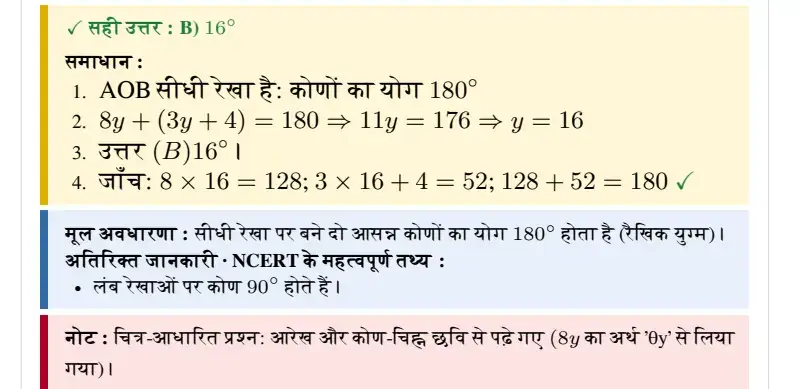 ✓ सही उत्तर : B) 16°
समाधान :
1. AOB सीधी रेखा है: कोणों का योग 180°
2. 8y + (3y + 4) = 180 ⇒ 11y = 176 ⇒ y = 16
3. उत्तर (B)16° ।
4. जाँच: 8 × 16 = 128; 3 × 16 + 4 = 52; 128 + 52 = 180 ✓
मूल अवधारणा : सीधी रेखा पर बने दो आसन्न कोणों का योग 180° होता है (रैखिक युग्म)।
अतिरिक्त जानकारी · NCERT के महत्वपूर्ण तथ्य :
• लंब रेखाओं पर कोण 90° होते हैं।
नोट : चित्र-आधारित प्रश्न: आरेख और कोण-चिह्न छवि से पढ़े गए (8y का अर्थ 'θy' से लिया
गया)।